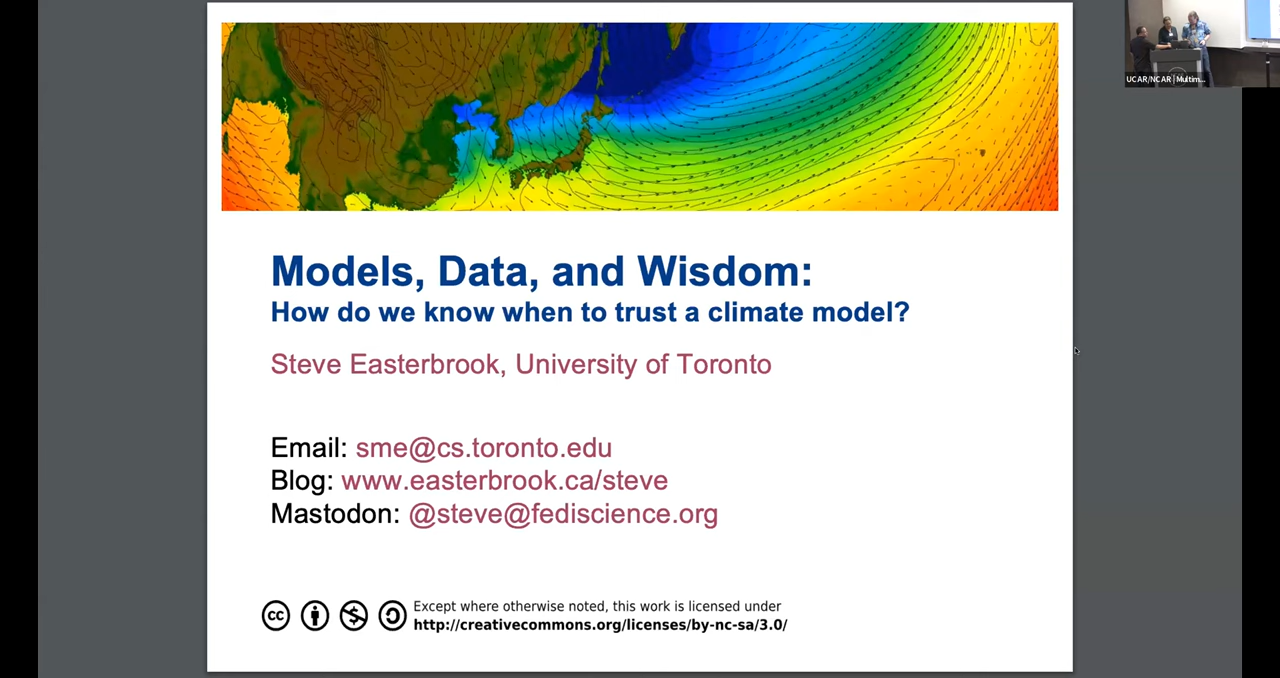 UCAR/NCAR | Multim...
Models, Data, and Wisdom:
How do we know when to trust a climate model?
Steve Easterbrook, University of Toronto
Email: sme@cs.toronto.edu
Blog: www.easterbrook.ca/steve
Mastodon: @steve@fediscience.org
cc
Except where otherwise noted, this work is licensed under
http://creativecommons.org/licenses/by-nc-sa/3.0/